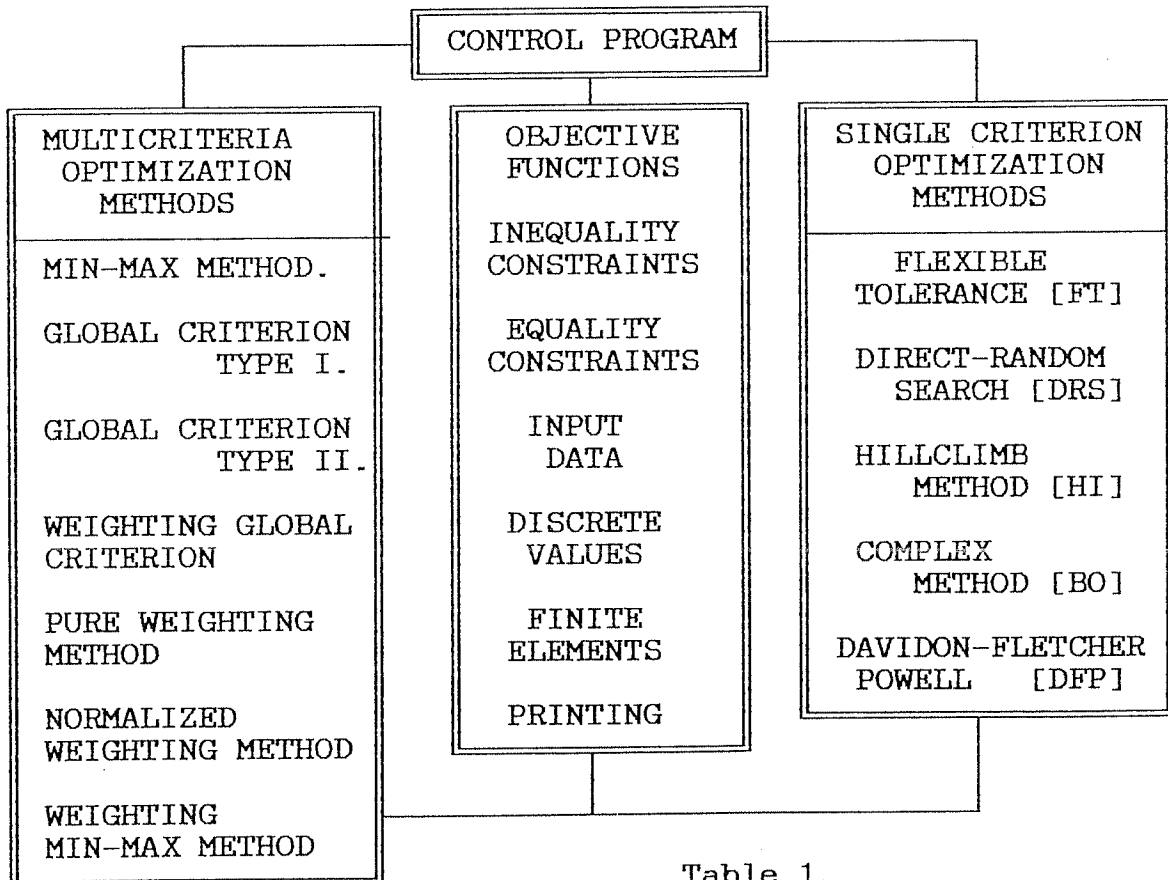 CONTROL PROGRAM
MULTICRITERIA
OPTIMIZATION
METHODS
MIN-MAX METHOD.
GLOBAL CRITERION
TYPE I.
GLOBAL CRITERION
TYPE II.
WEIGHTING GLOBAL
CRITERION
PURE WEIGHTING
METHOD
NORMALIZED
WEIGHTING METHOD
WEIGHTING
MIN-MAX METHOD
OBJECTIVE
FUNCTIONS
INEQUALITY
CONSTRAINTS
EQUALITY
CONSTRAINTS
INPUT
DATA
DISCRETE
VALUES
FINITE
ELEMENTS
PRINTING
SINGLE CRITERION
OPTIMIZATION
METHODS
FLEXIBLE
TOLERANCE [FT]
DIRECT-RANDOM
SEARCH [DRS]
HILLCLIMB
METHOD [HI]
COMPLEX
METHOD [BO]
DAVIDON-FLETCHER
POWELL [DFP]
Table 1.